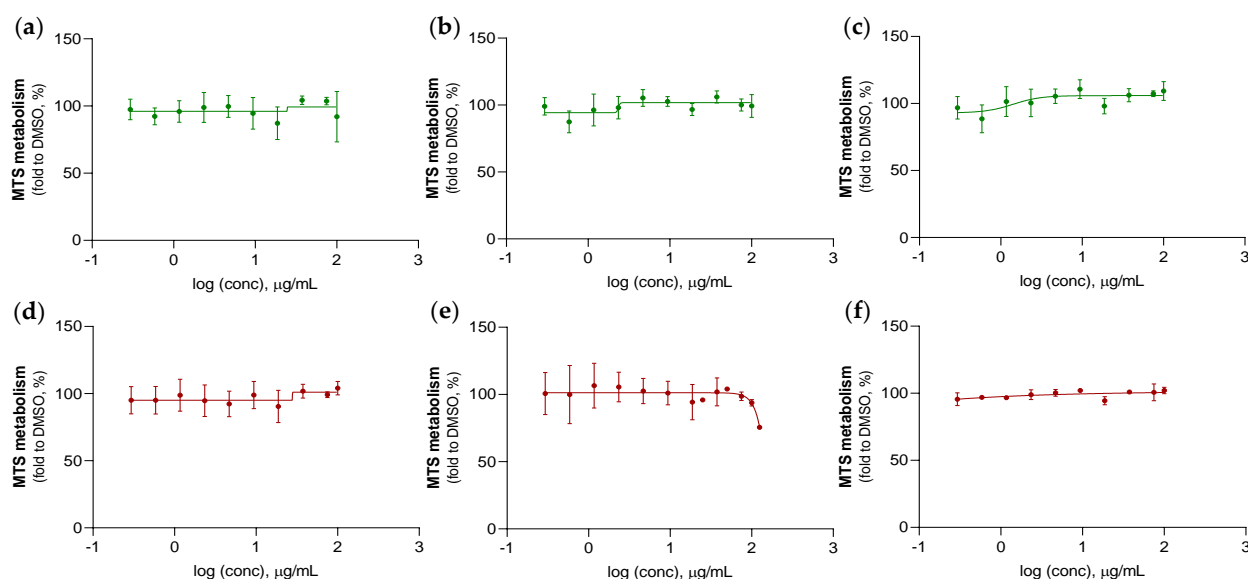 (a)
150
100
50
0
-1
0
1
2
3
MTS metabolism
(fold to DMSO, %)
log (conc), μg/mL
(b)
150
100
50
0
-1
0
1
2
3
MTS metabolism
(fold to DMSO, %)
log (conc), μg/mL
(c)
150
100
50
0
-1
0
1
2
3
MTS metabolism
(fold to DMSO, %)
log (conc), μg/mL
(d)
150
100
50
0
-1
0
1
2
3
MTS metabolism
(fold to DMSO, %)
log (conc), μg/mL
(e)
150
100
50
0
-1
0
1
2
3
MTS metabolism
(fold to DMSO, %)
log (conc), μg/mL
(f)
150
100
50
0
-1
0
1
2
3
MTS metabolism
(fold to DMSO, %)
log (conc), μg/mL